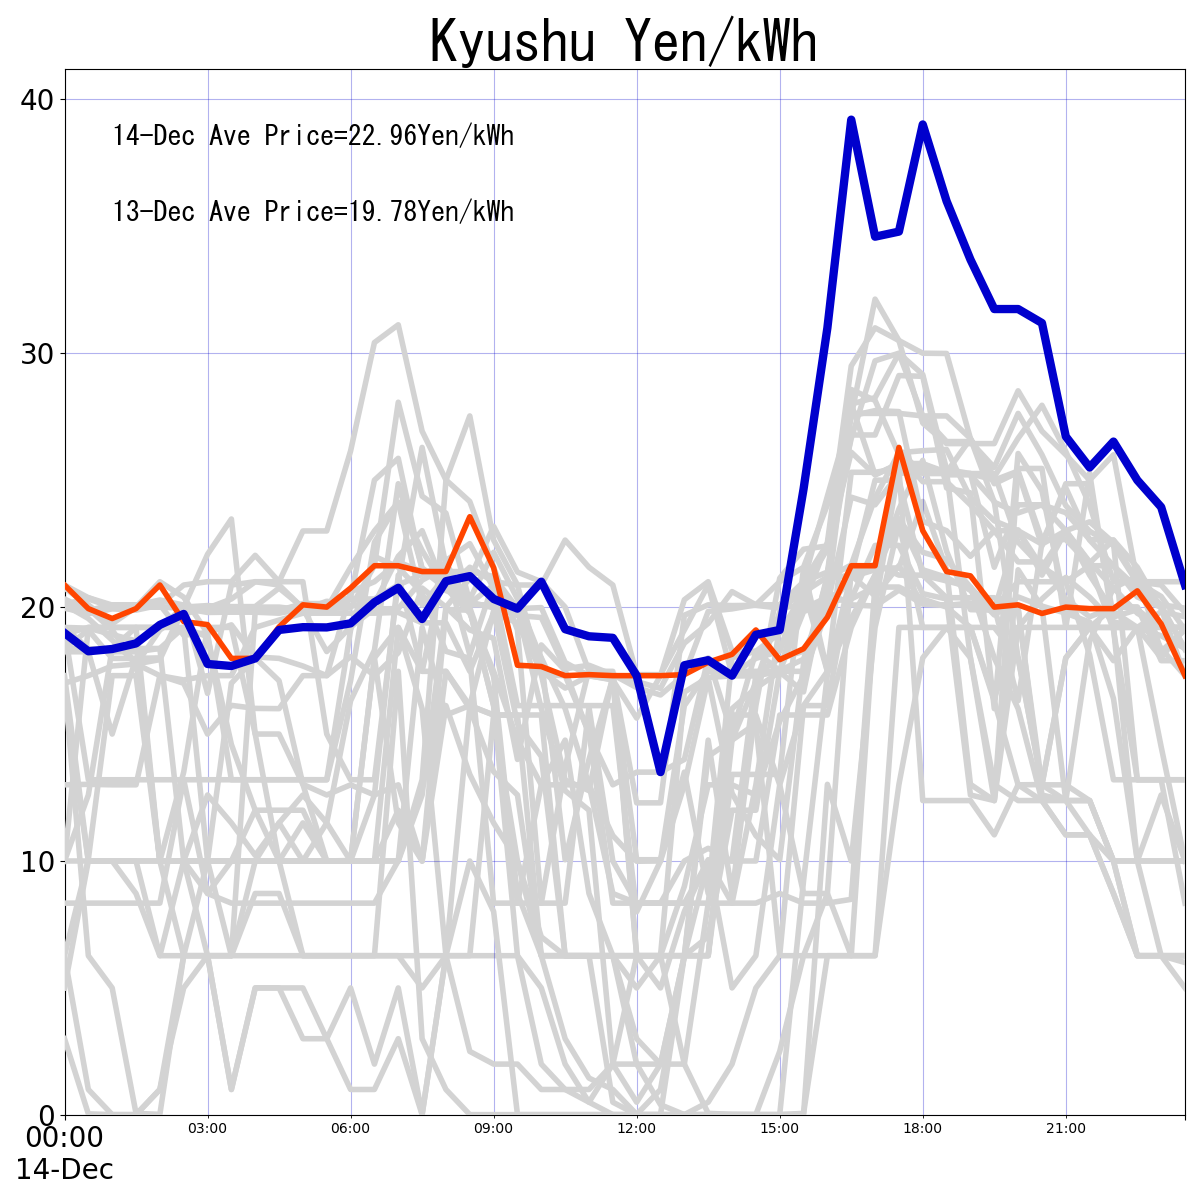 Kyushu Yen/kWh
40
14-Dec Ave Price=22.96Yen/kWh
13-Dec Ave Price=19.78Yen/kWh
30
20
10
0
00:00 03:00 06:00 09:00 12:00 15:00 18:00 21:00
14-Dec